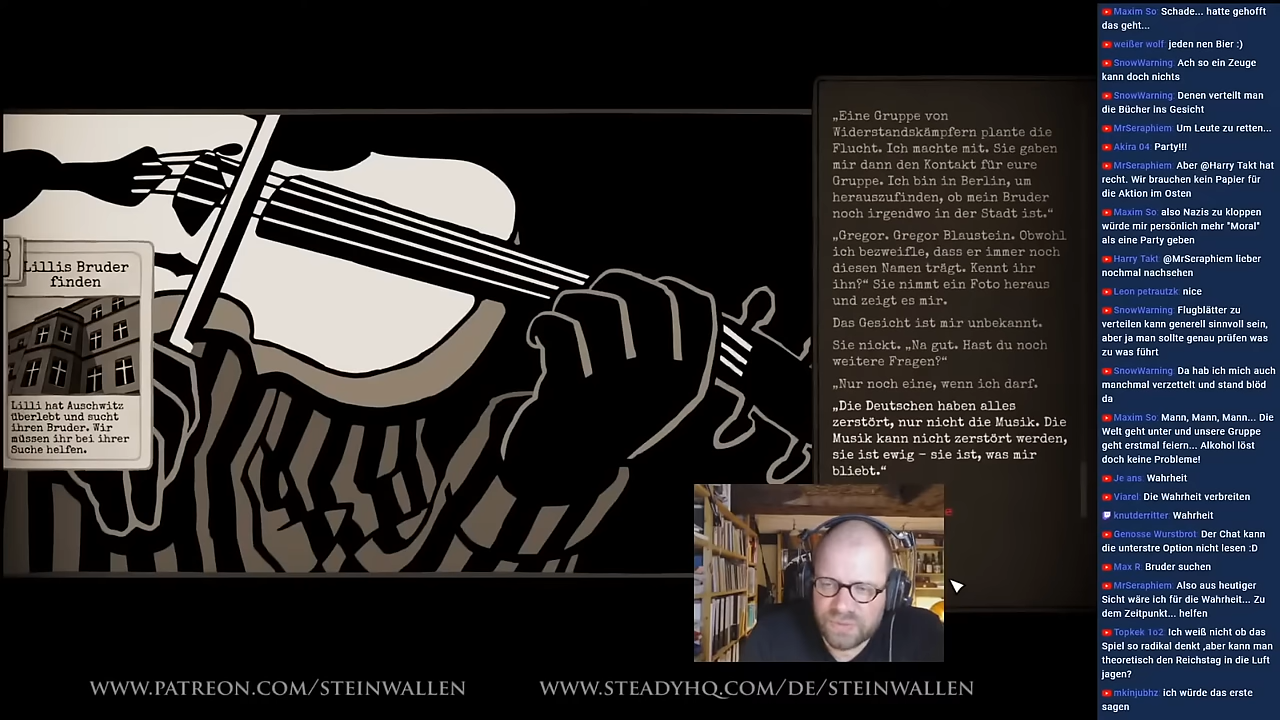 Lillis Bruder
finden
Lilli hat Auschwitz
überlebt und sucht
ihren Bruder. Wir
müssen ihr bei ihrer
Suche helfen.
„Eine Gruppe von
Widerstandskämpfern plante die
Flucht. Ich machte mit. Sie gaben
mir dann den Kontakt für eure
Gruppe. Ich bin in Berlin, um
herauszufinden, ob mein Bruder
noch irgendwo in der Stadt ist.“
„Gregor. Gregor Blaustein. Obwohl
ich bezweifle, dass er immer noch
diesen Namen trägt. Kennt ihr
ihn?“ Sie nimmt ein Foto heraus
und zeigt es mir.
Das Gesicht ist mir unbekannt.
Sie nickt. „Na gut. Hast du noch
weitere Fragen?“
„Nur noch eine, wenn ich darf.
„Die Deutschen haben alles
zerstört, nur nicht die Musik. Die
Musik kann nicht zerstört werden,
sie ist ewig – sie ist, was mir
bliebt.“
WWW.PATREON.COM/STEINWALLEN
WWW.STEADYHQ.COM/DE/STEINWALLEN
Maxim So: Schade... hatte gehofft
das geht...
weißer wolf: jeden nen Bier :)
SnowWarning: Ach so ein Zeuge
kann doch nichts
SnowWarning: Denen verteilt man
die Bücher ins Gesicht
MrSeraphiem: Um Leute zu retten...
Akira 04: Party!!!
MrSeraphiem: Aber @Harry Takt hat
recht. Wir brauchen kein Papier für
die Aktion im Osten
Maxim So: also Nazis zu kloppen
würde mir persönlich mehr "Moral"
als eine Party geben
Harry Takt: @MrSeraphiem lieber
nochmal nachsehen
Leon petrautzk: nice
SnowWarning: Flugblätter zu
verteilen kann generell sinnvoll sein,
aber ja man sollte genau prüfen was
zu was führt
SnowWarning: Da hab ich mich auch
manchmal verzettelt und stand blöd
da
Maxim So: Mann, Mann, Mann... Die
Welt geht unter und unsere Gruppe
geht erstmal feiern... Alkohol löst
doch keine Probleme!
Je ans: Wahrheit
Viarel: Die Wahrheit verbreiten
knutderritter: Wahrheit
Genosse Wurstbrot: Der Chat kann
die unterste Option nicht lesen :D
Max R: Bruder suchen
MrSeraphiem: Also aus heutiger
Sicht wäre ich für die Wahrheit... Zu
dem Zeitpunkt... helfen
Topkek 1o2: Ich weiß nicht ob das
Spiel so radikal denkt ,aber kann man
theoretisch den Reichstag in die Luft
jagen?
mkinjubhz: ich würde das erste
sagen